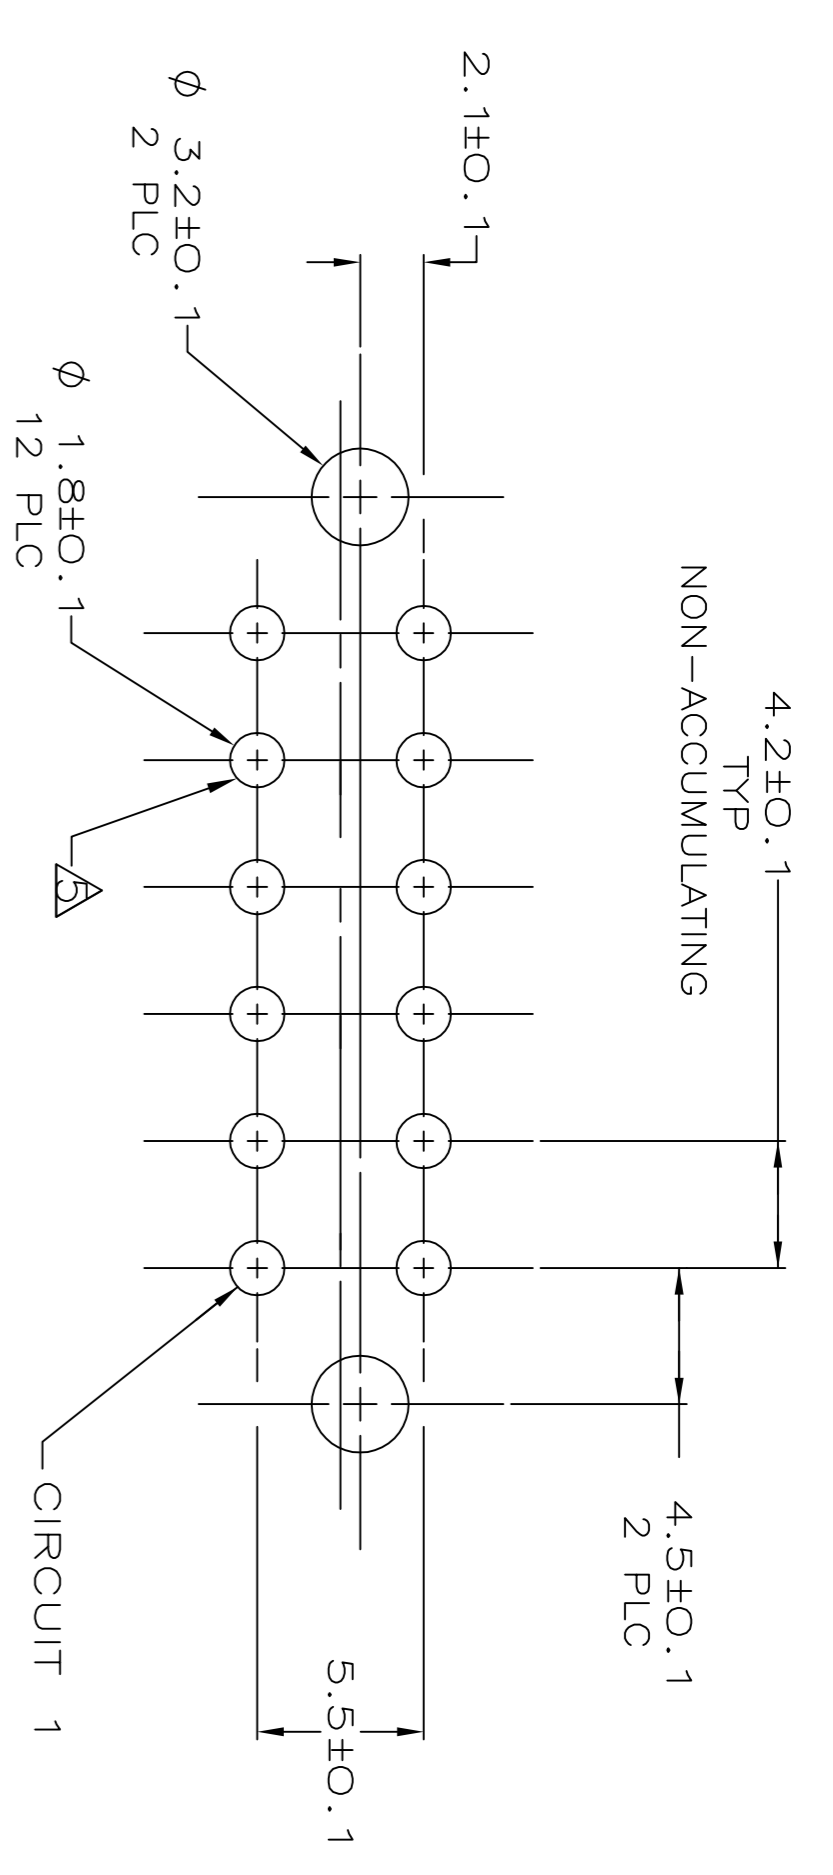 4.2±0.1
TYP
NON-ACCUMULATING
4.5±0.1
2 PLC
2.1±0.1
5.5±0.1
⌀ 3.2±0.1
2 PLC
⌀ 1.8±0.1
12 PLC
5
CIRCUIT 1